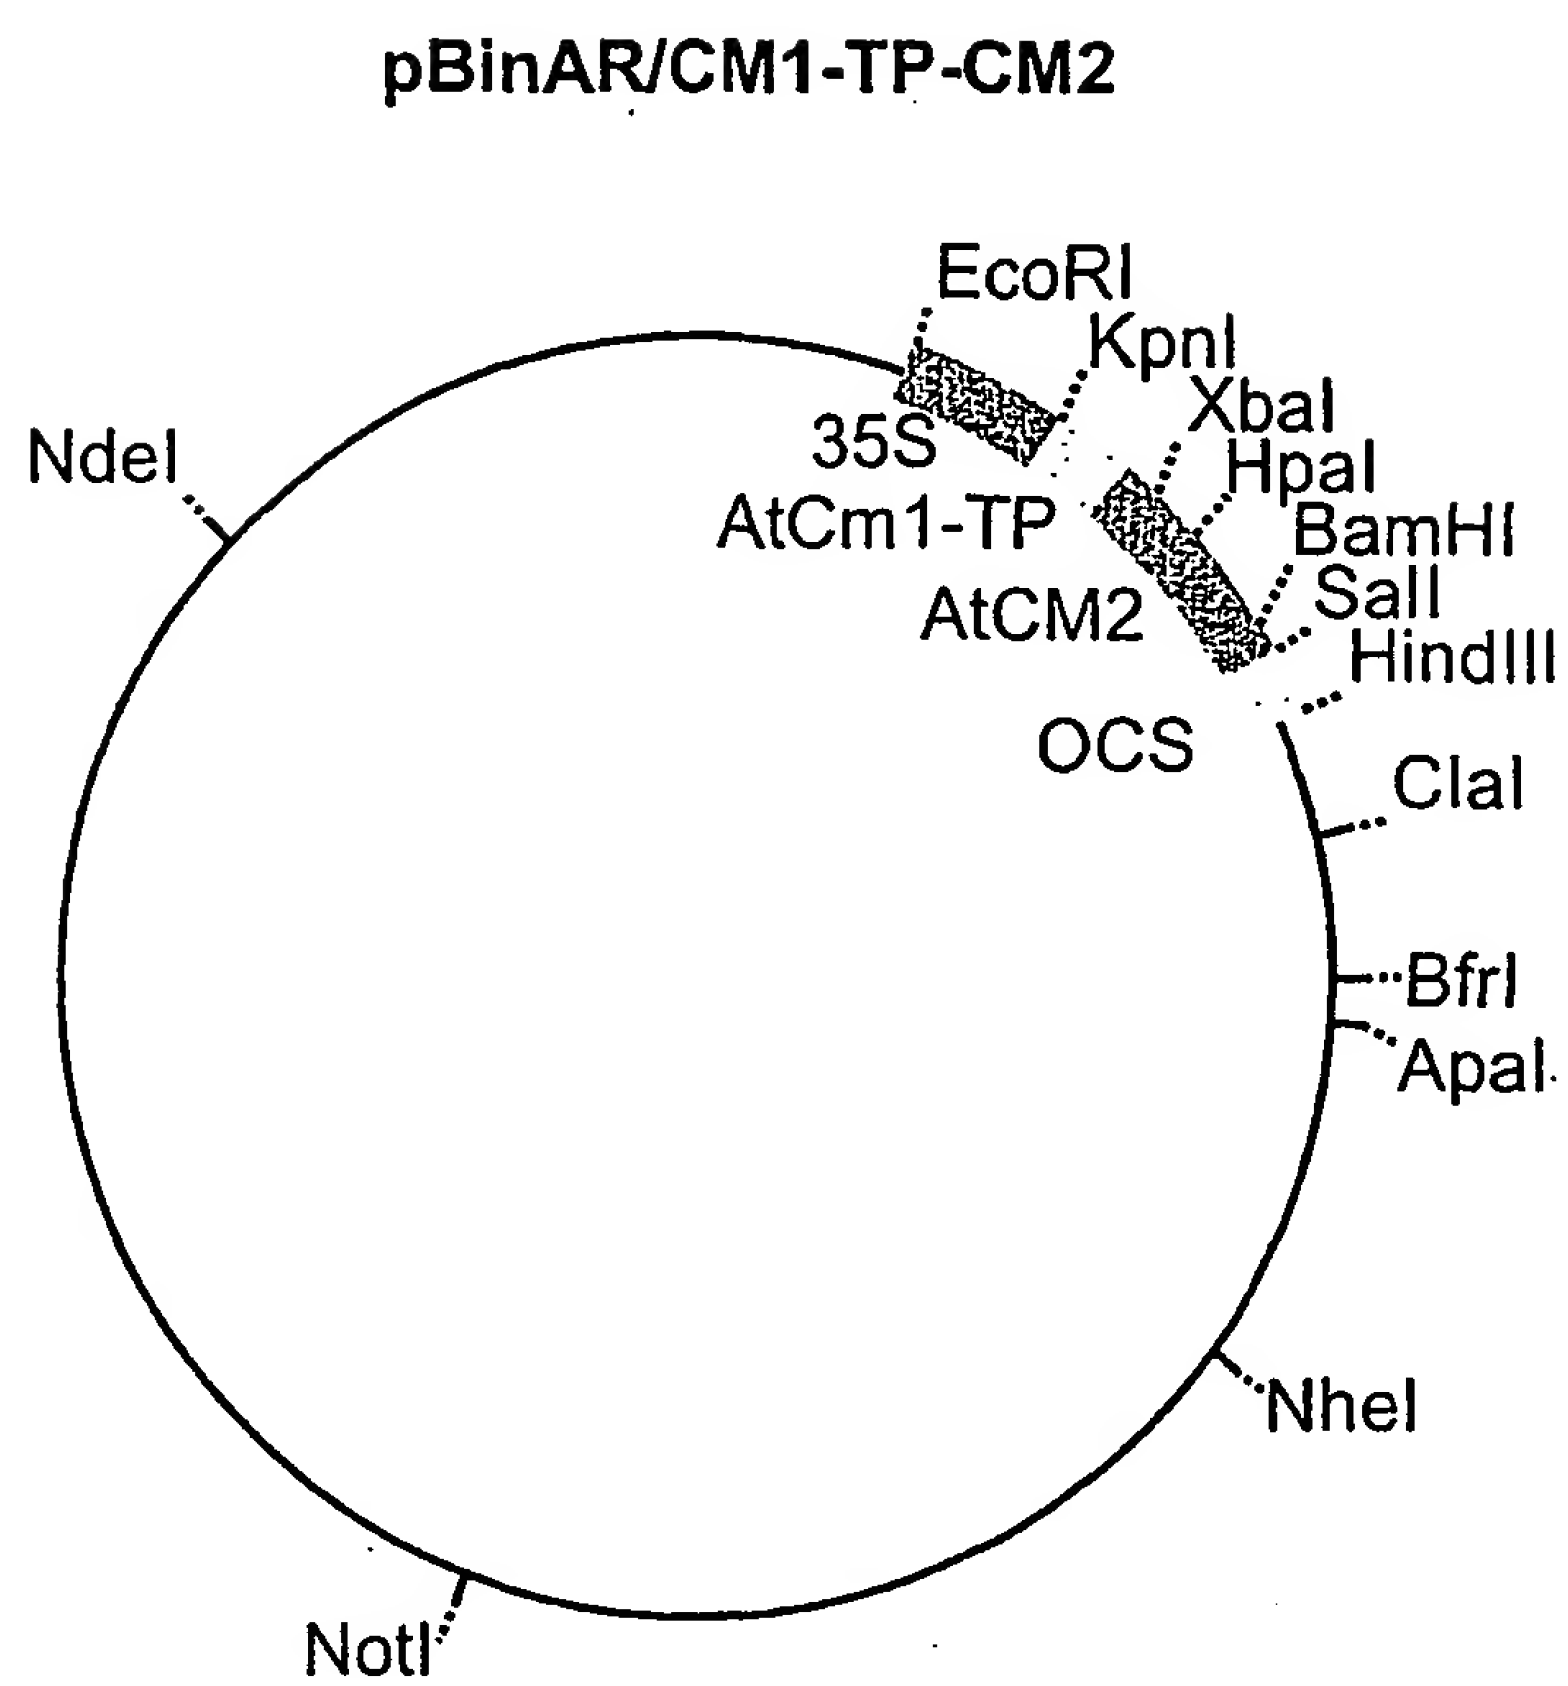 pBinAR/CM1-TP-CM2
EcoRI
KpnI
XbaI
HpaI
BamHI
SalI
HindIII
35S
AtCm1-TP
AtCM2
OCS
ClaI
BfrI
ApaI
NheI
NotI
NdeI